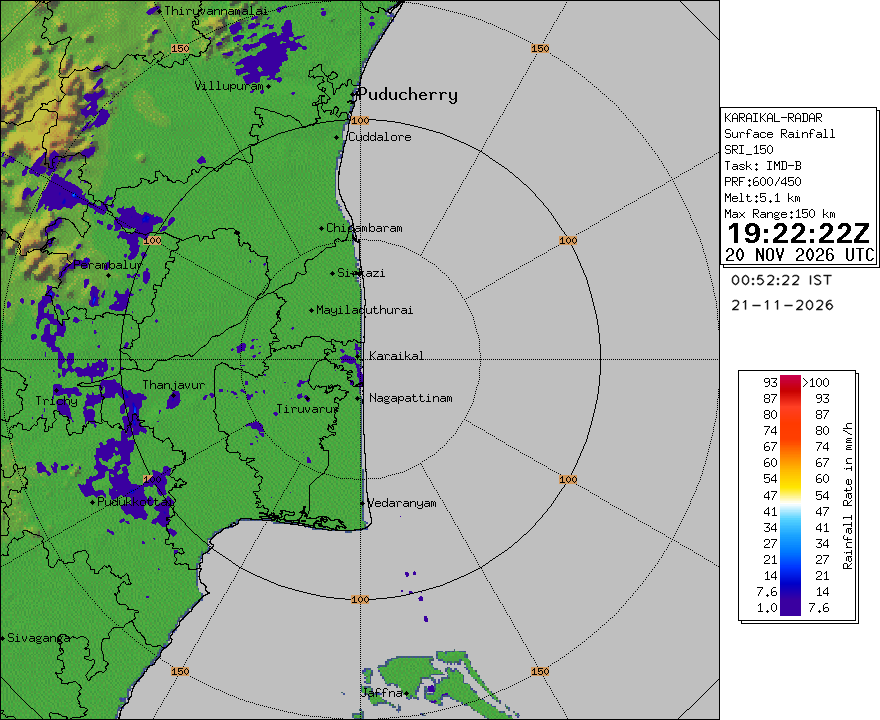 Thiruvannamalai
150
150
Villupuram
Puducherry
100
Cuddalore
Chidambaram
100
100
Perambalur
Sirkazi
Mayiladuthurai
Karaikal
Thanjavur
Trichy
Tiruvarur
Nagapattinam
100
100
Pudukkottai
Vedaranyam
100
Sivaganga
150
150
Jaffna
KARAIKAL-RADAR
Surface Rainfall
SRI_150
Task: IMD-B
PRF:600/450
Melt:5.1 km
Max Range:150 km
19:22:22Z
20 NOV 2026 UTC
00:52:22 IST
21-11-2026
93 >100
87 93
80 87
74 80
67 74
60 67
54 60
47 54
41 47
34 41
27 34
21 27
14 21
7.6 14
1.0 7.6
Rainfall Rate in mm/h